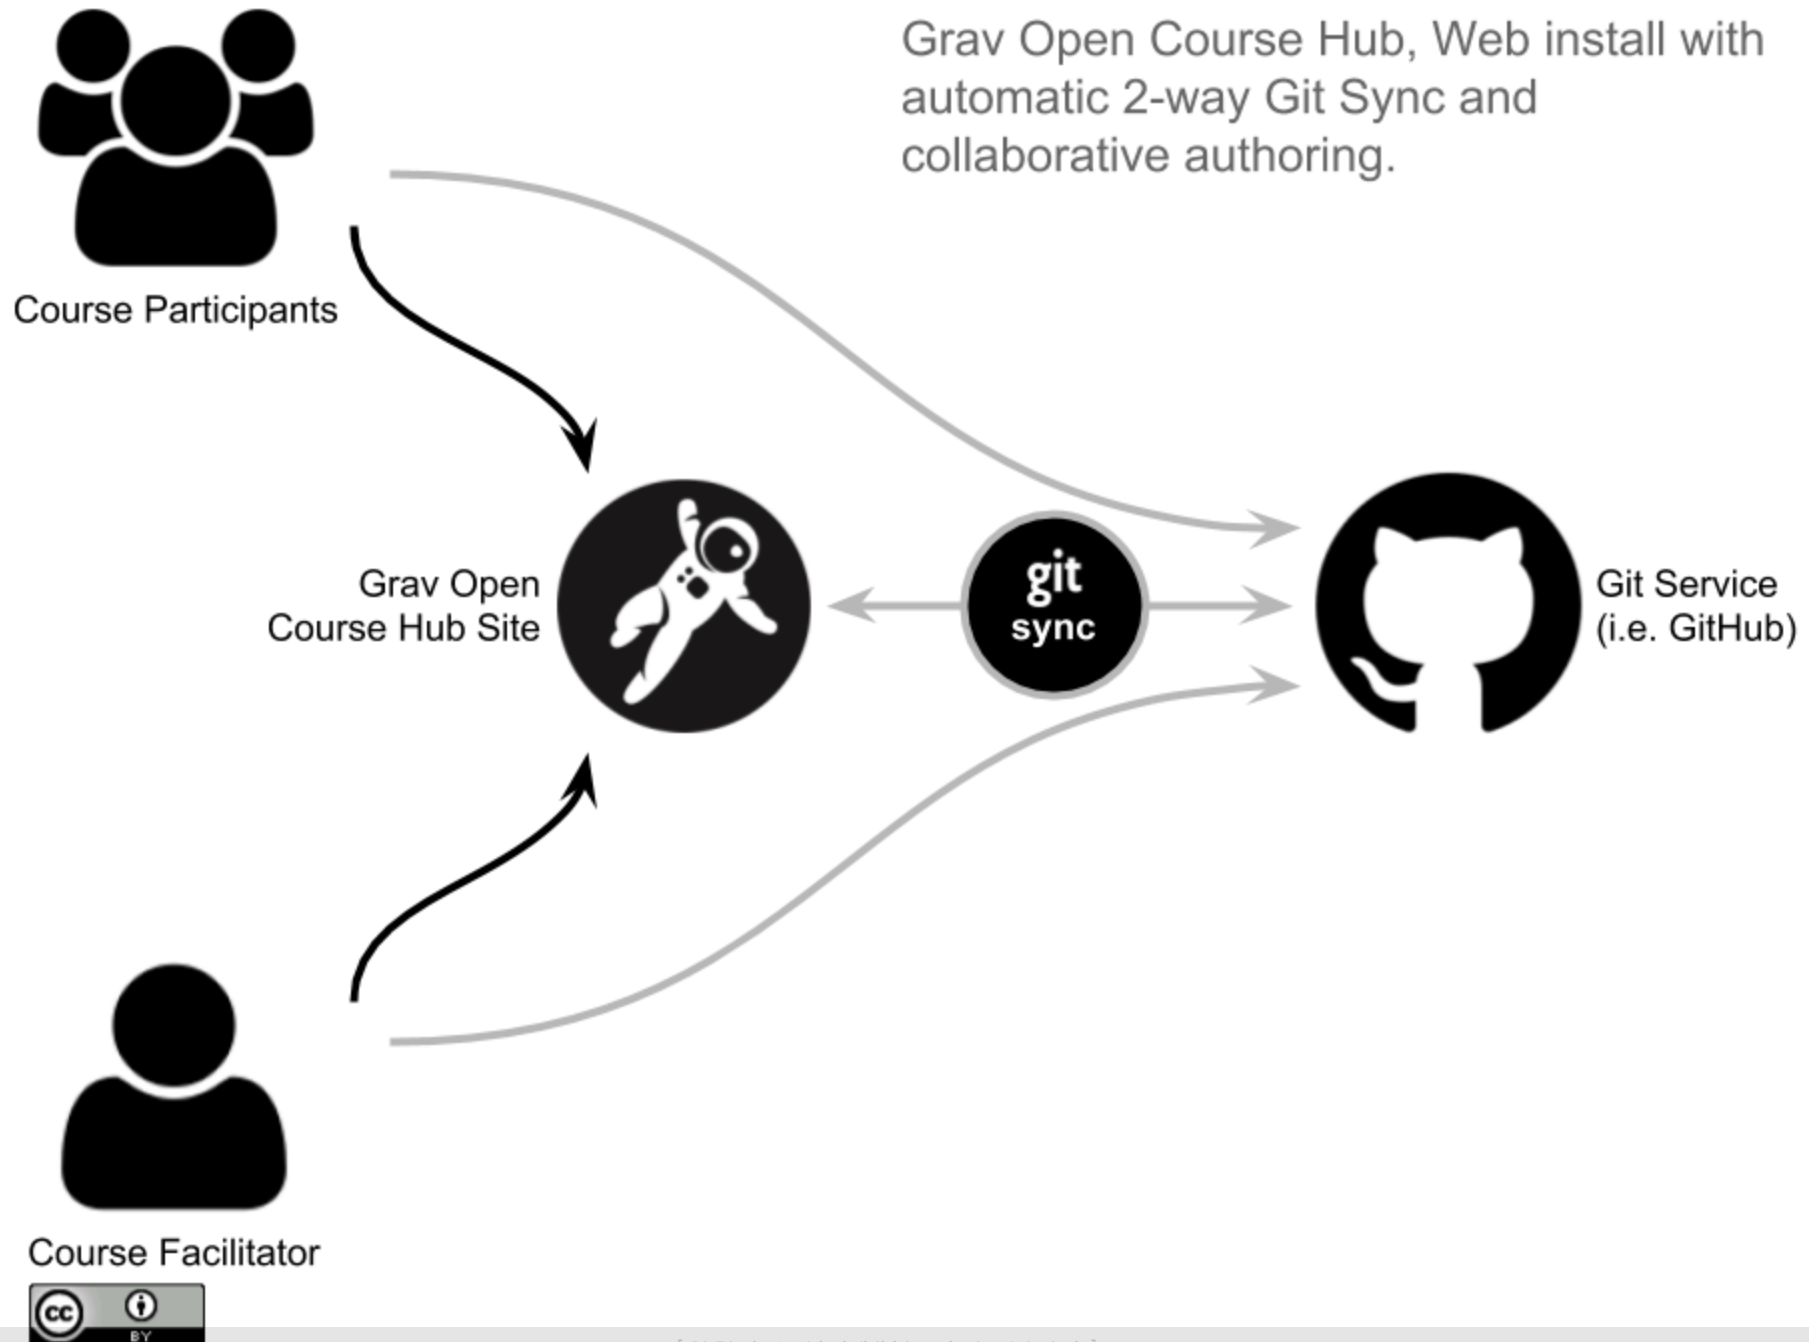 Grav Open Course Hub, Web install with
automatic 2-way Git Sync and
collaborative authoring.
Course Participants
Grav Open
Course Hub Site
git
sync
Git Service
(i.e. GitHub)
Course Facilitator
cc
BY